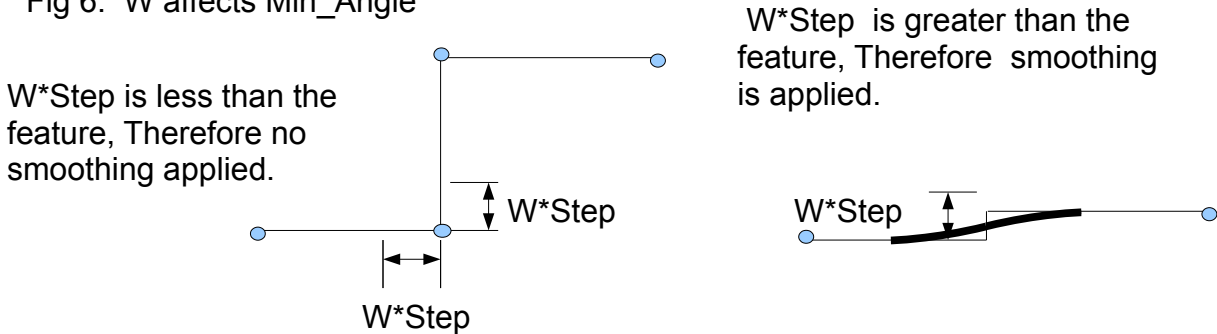 Fig 6. W affects Min_Angle
W*Step is less than the
feature, Therefore no
smoothing applied.
W*Step
W*Step
W*Step is greater than the
feature, Therefore smoothing
is applied.
W*Step